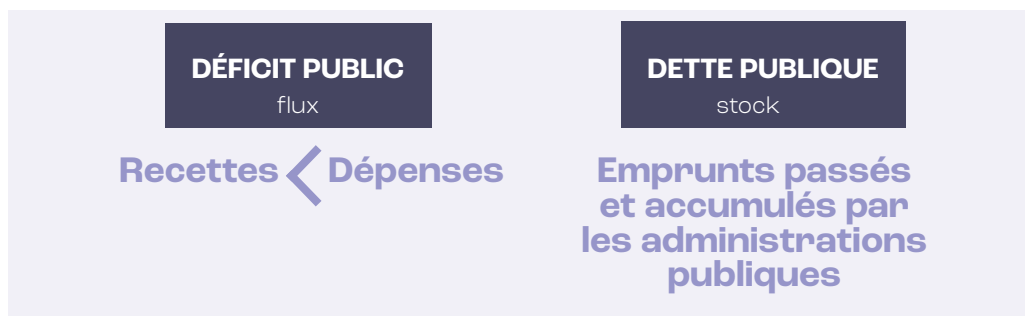 DÉFICIT PUBLIC
flux
Recettes < Dépenses
DETTE PUBLIQUE
stock
Emprunts passés
et accumulés par
les administrations
publiques